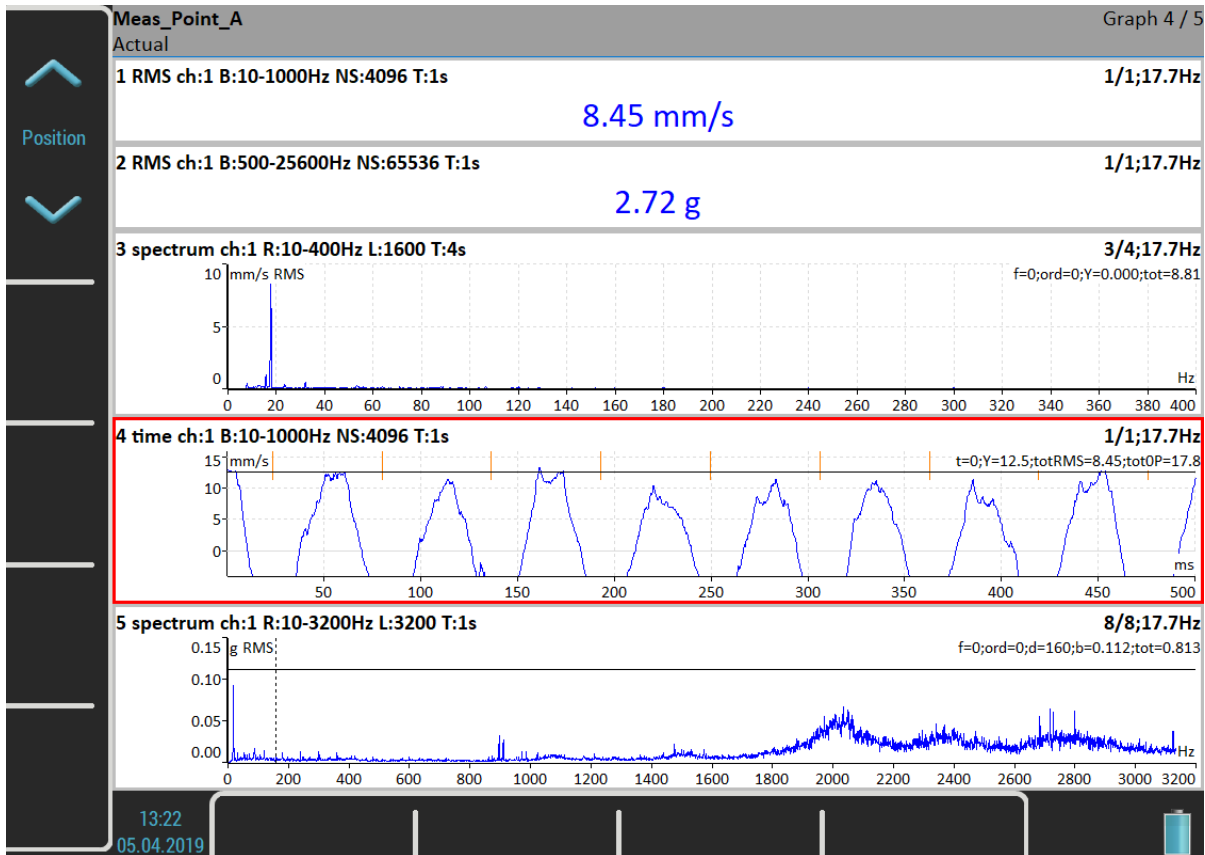 Meas_Point_A Graph 4 / 5
Actual
Position
1 RMS ch:1 B:10-1000Hz NS:4096 T:1s 1/1;17.7Hz
8.45 mm/s
2 RMS ch:1 B:500-25600Hz NS:65536 T:1s 1/1;17.7Hz
2.72 g
3 spectrum ch:1 R:10-400Hz L:1600 T:4s 3/4;17.7Hz
10 mm/s RMS f=0;ord=0;Y=0.000;tot=8.81
5
0 Hz
0 20 40 60 80 100 120 140 160 180 200 220 240 260 280 300 320 340 360 380 400
4 time ch:1 B:10-1000Hz NS:4096 T:1s 1/1;17.7Hz
15 mm/s t=0;Y=12.5;totRMS=8.45;tot0P=17.8
10
5
0
ms
50 100 150 200 250 300 350 400 450 500
5 spectrum ch:1 R:10-3200Hz L:3200 T:1s 8/8;17.7Hz
0.15 g RMS f=0;ord=0;d=160;b=0.112;tot=0.813
0.10
0.05
0.00 Hz
0 200 400 600 800 1000 1200 1400 1600 1800 2000 2200 2400 2600 2800 3000 3200
13:22
05.04.2019